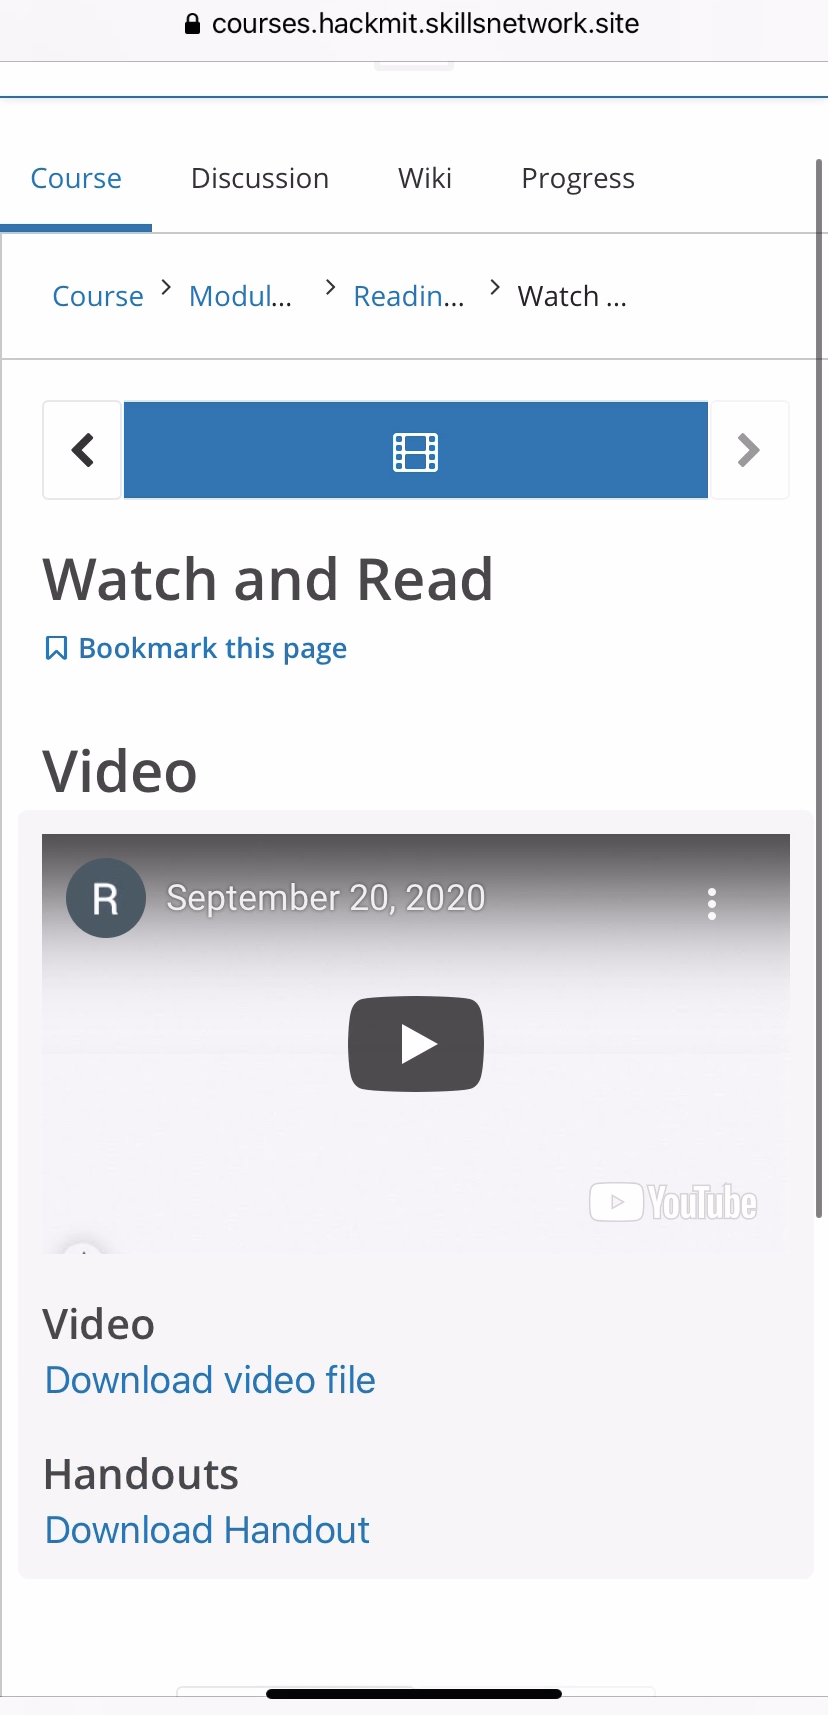 courses.hackmit.skillsnetwork.site
Course Discussion Wiki Progress
Course > Modul... > Readin... > Watch ...
Watch and Read
Bookmark this page
Video
R September 20, 2020
YouTube
Video
Download video file
Handouts
Download Handout